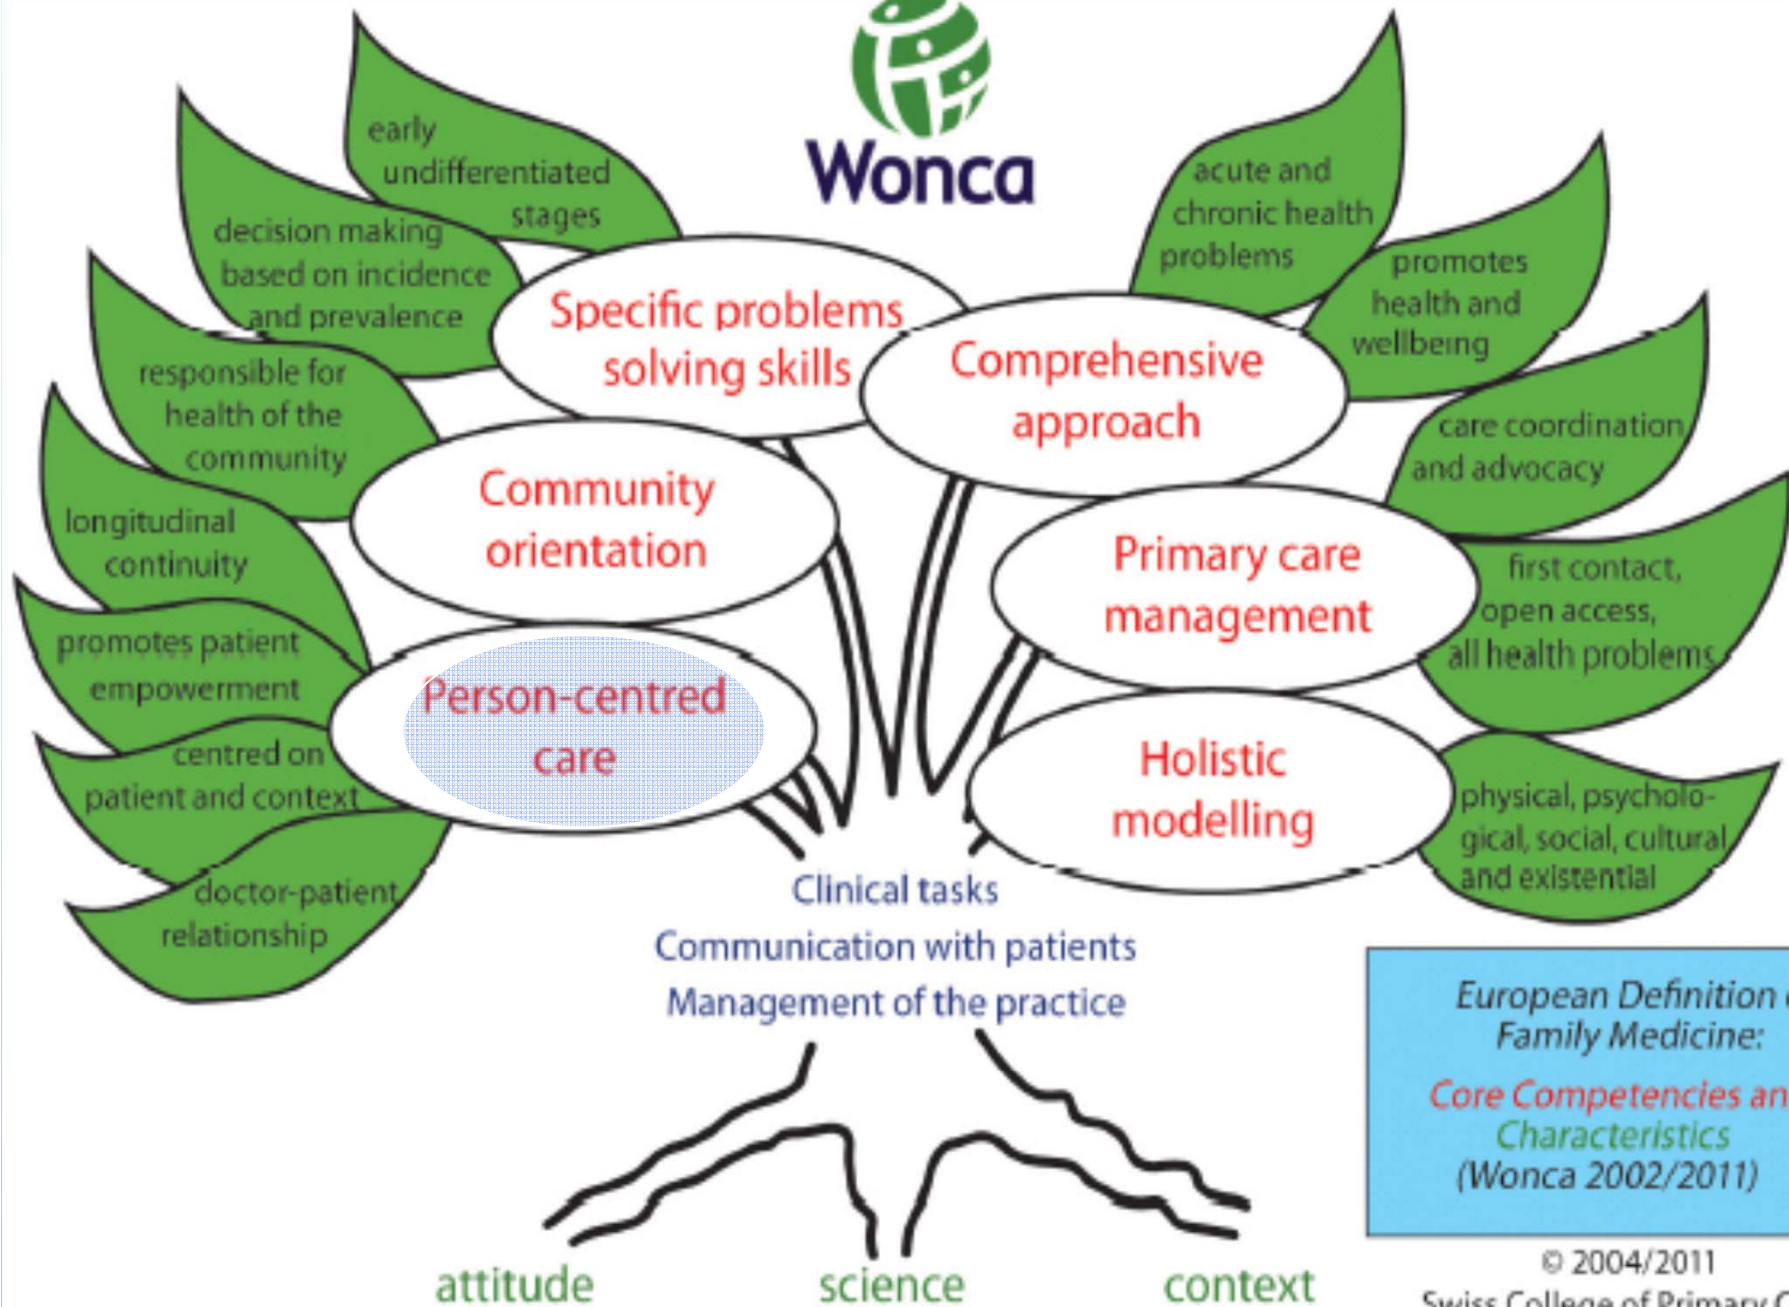 Wonca
early
undifferentiated
stages
decision making
based on incidence
and prevalence
responsible for
health of the
community
longitudinal
continuity
promotes patient
empowerment
centred on
patient and context
doctor-patient
relationship
Specific problems
solving skills
Community
orientation
Person-centred
care
Comprehensive
approach
Primary care
management
Holistic
modelling
acute and
chronic health
problems
promotes
health and
wellbeing
care coordination
and advocacy
first contact,
open access,
all health problems
physical, psycholo-
gical, social, cultural
and existential
Clinical tasks
Communication with patients
Management of the practice
attitude
science
context
European Definition
Family Medicine:
Core Competencies
Characteristics
(Wonca 2002/2011)
© 2004/2011
Swiss College of Primary